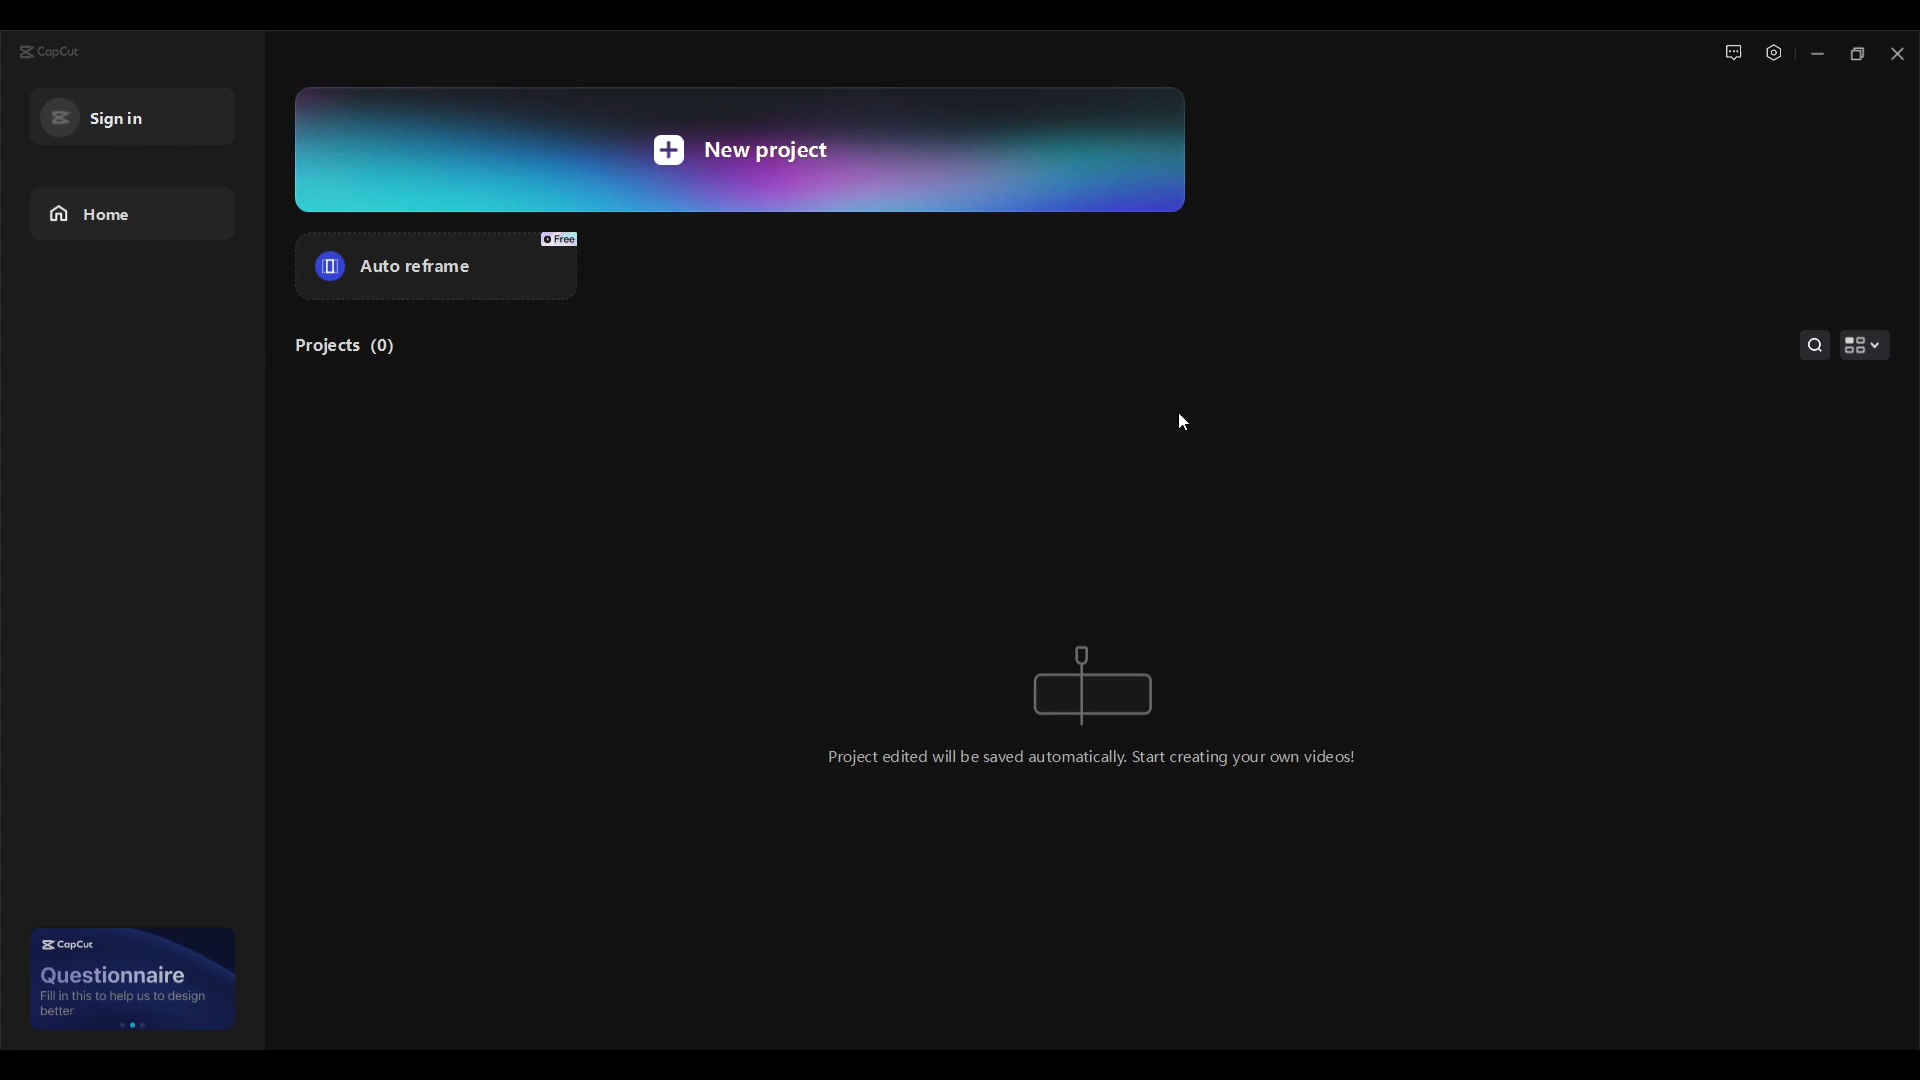 CapCut
Sign in
Home
New project
Free
Auto reframe
Projects (0)
Project edited will be saved automatically. Start creating your own videos!
CapCut
Questionnaire
Fill in this to help us to design
better